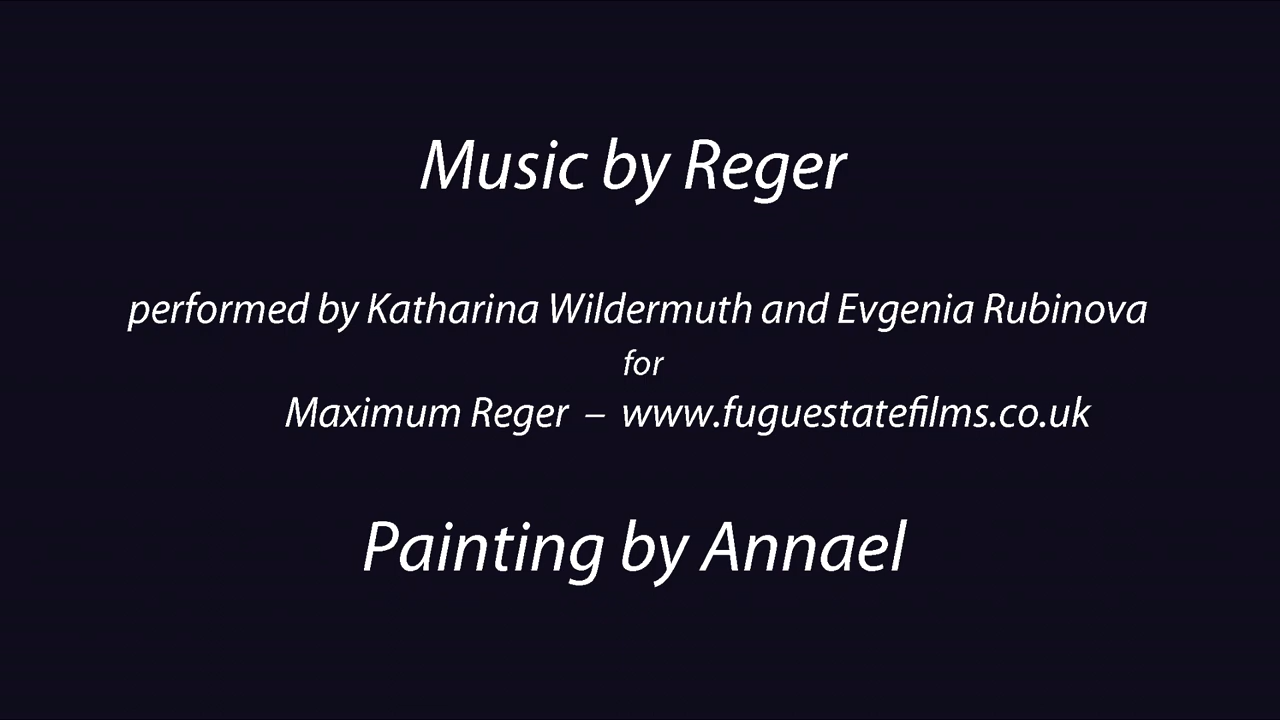 Music by Reger
performed by Katharina Wildermuth and Evgenia Rubinova
for
Maximum Reger – www.fuguestatefilms.co.uk
Painting by Annael